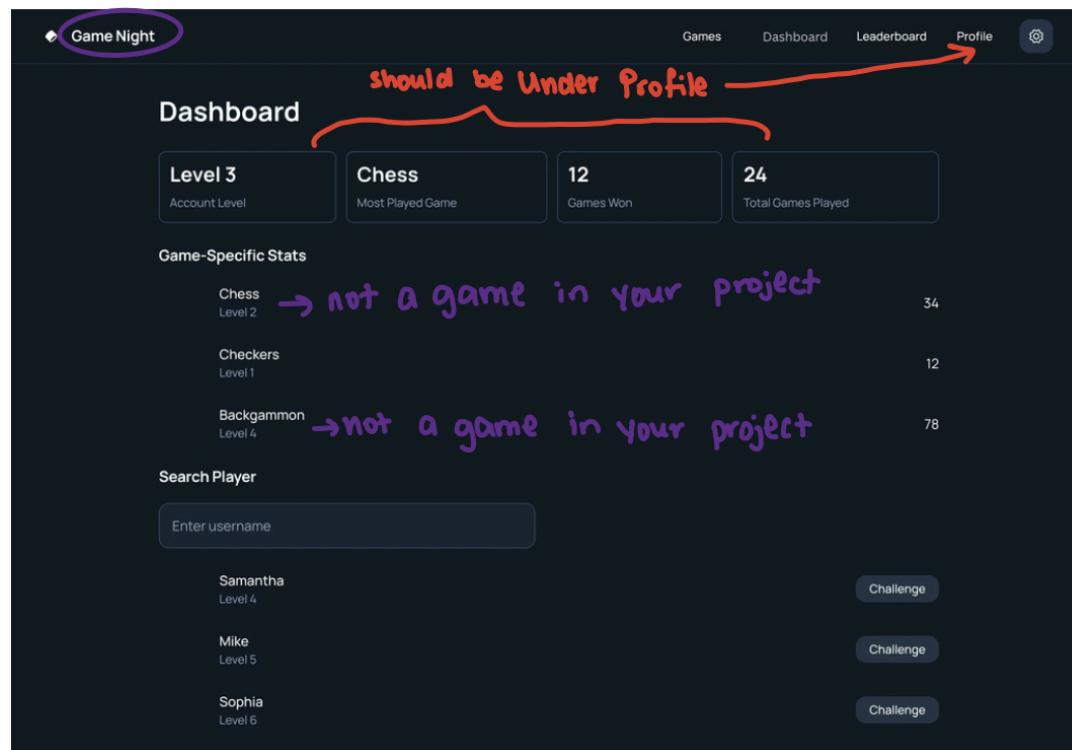 Game Night
Games Dashboard Leaderboard Profile
should be Under Profile
Dashboard
Level 3 Chess 12 24
Account Level Most Played Game Games Won Total Games Played
Game-Specific Stats
Chess
Level 2
not a game in your project
34
Checkers
Level 1
12
Backgammon
Level 4
not a game in your project
78
Search Player
Enter username
Samantha
Level 4
Challenge
Mike
Level 5
Challenge
Sophia
Level 6
Challenge